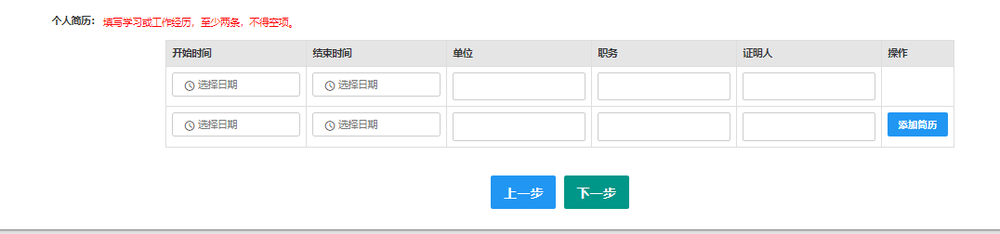 个人简历： 填写学习或工作经历，至少两条，不得空项。
开始时间 结束时间 单位 职务 证明人 操作
选择日期 选择日期
选择日期 选择日期 添加简历
上一步 下一步